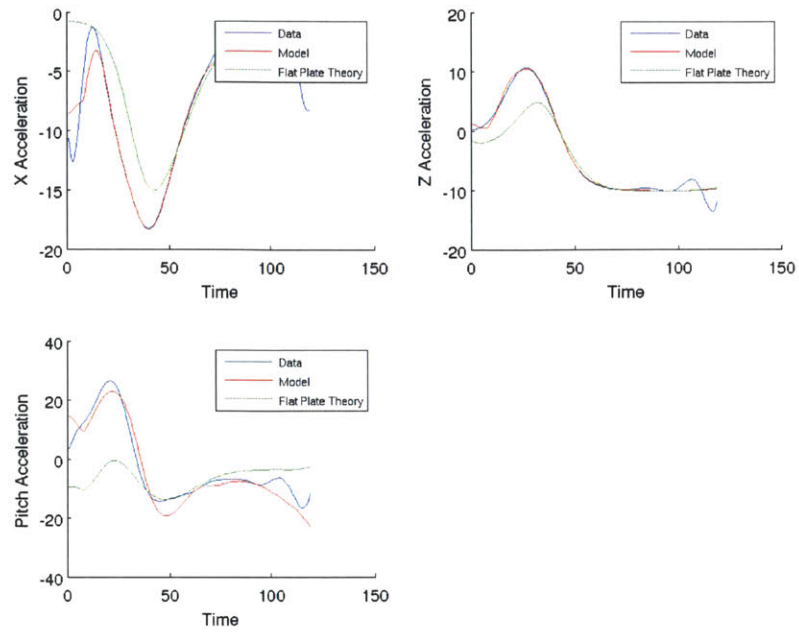 0
-5
-10
-15
-20
X Acceleration
0 50 100 150
Time
Data
Model
Flat Plate Theory
20
10
0
-10
-20
Z Acceleration
0 50 100 150
Time
Data
Model
Flat Plate Theory
40
20
0
-20
-40
Pitch Acceleration
0 50 100 150
Time
Data
Model
Flat Plate Theory